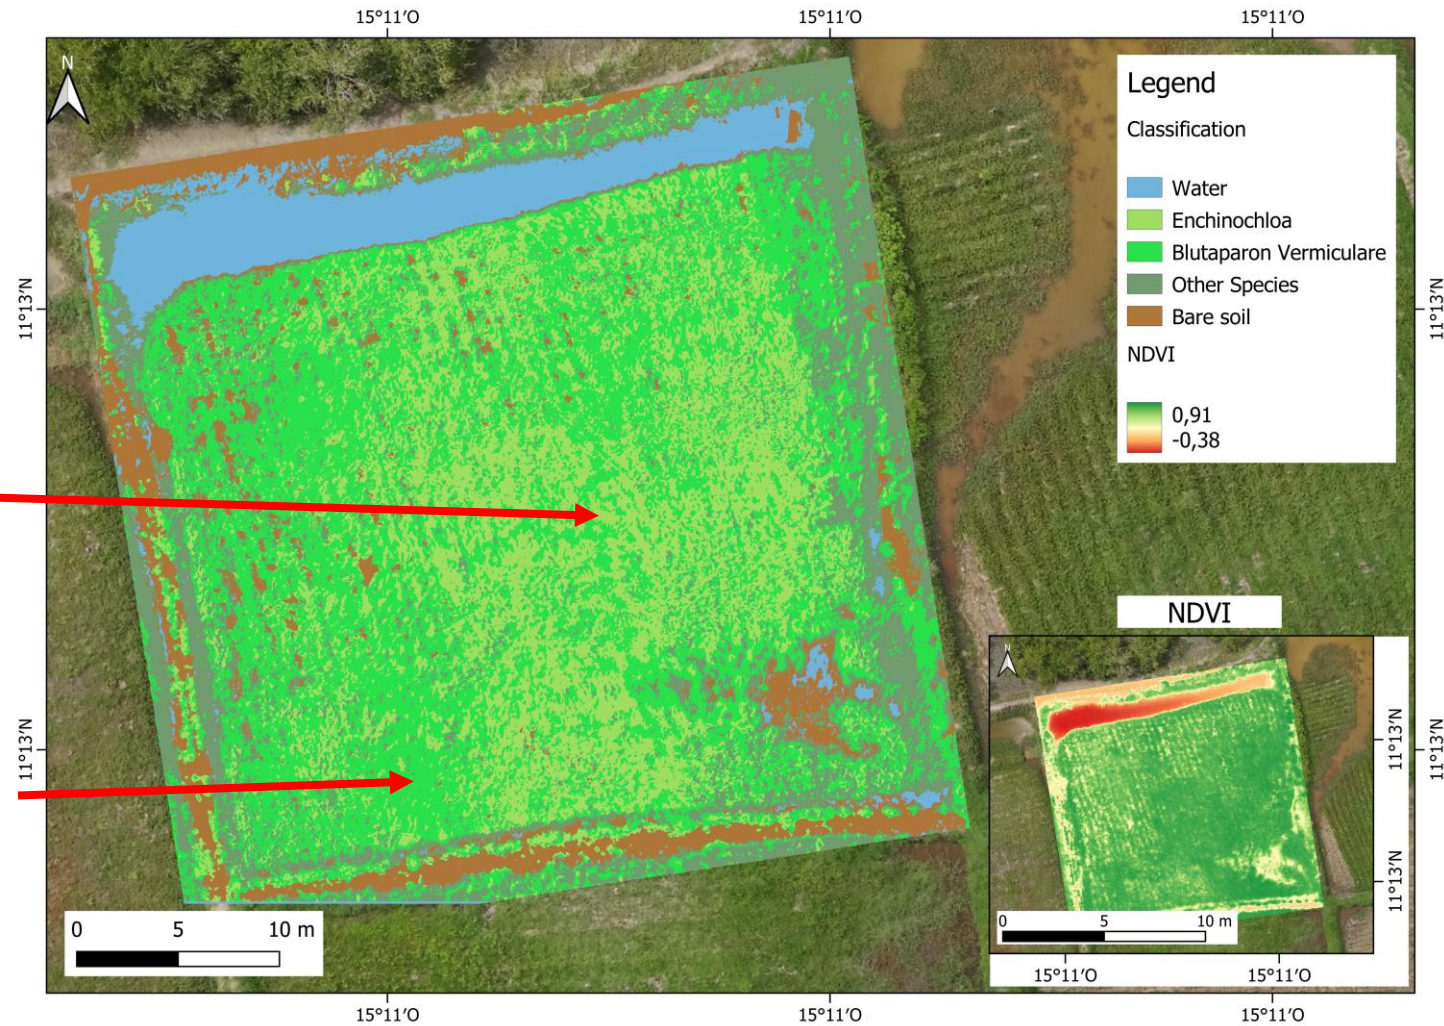 15°11'O 15°11'O 15°11'O
N
Legend
Classification
Water
Enchinochloa
Blutaparon Vermiculare
Other Species
Bare soil
NDVI
0,91
-0,38
11°13'N 11°13'N
11°13'N 11°13'N
NDVI
N
11°13'N
11°13'N
0 5 10 m
15°11'O 15°11'O
0 5 10 m
15°11'O 15°11'O 15°11'O